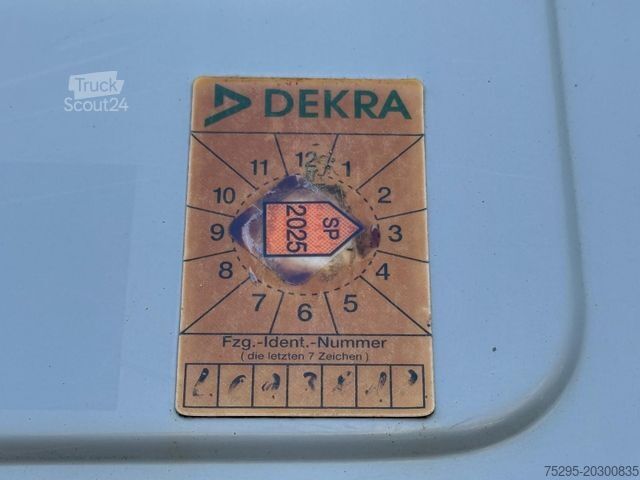 Truck
Scout24
DEKRA
11 12 1
10 2
9 SP 2025 3
8 4
7 6 5
Fzg.-Ident.-Nummer
( die letzten 7 Zeichen )
75295-20300835